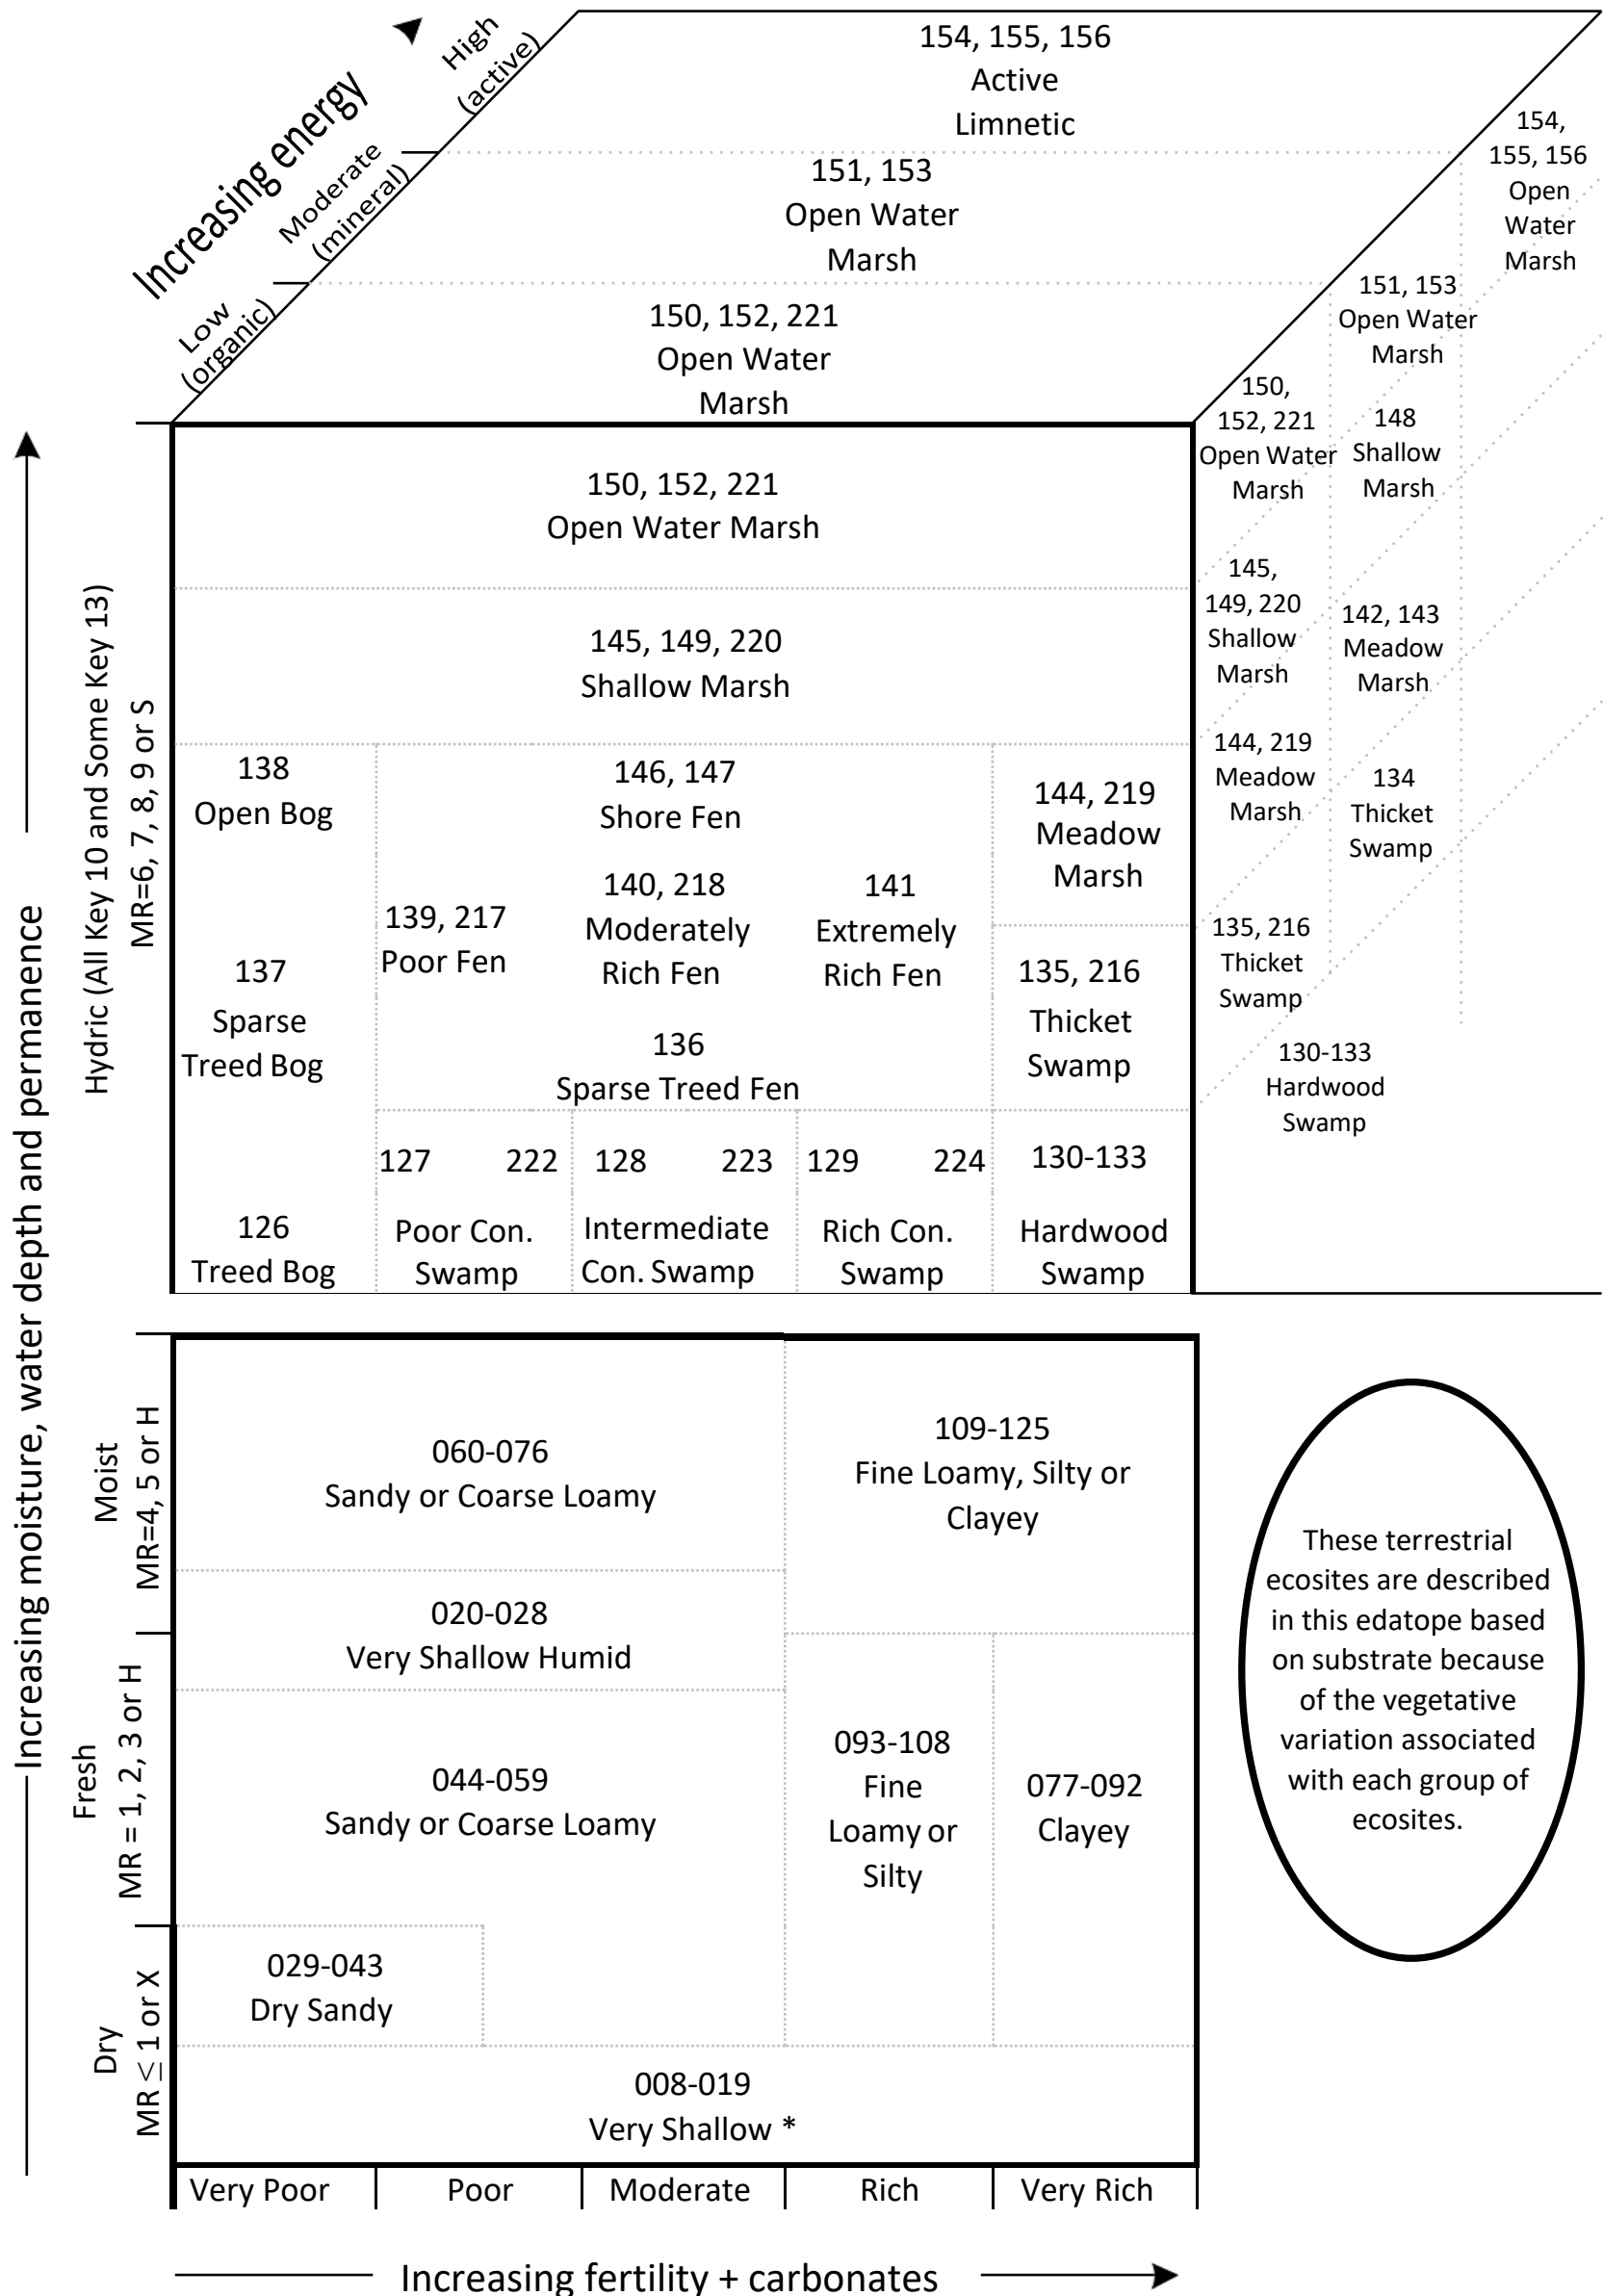 Increasing energy
High
(active)
Moderate
(mineral)
Low
(organic)
154, 155, 156
Active
Limnetic
151, 153
Open Water
Marsh
150, 152, 221
Open Water
Marsh
154,
155, 156
Open
Water
Marsh
151, 153
Open Water
Marsh
150,
152, 221
Open Water
Marsh
148
Shallow
Marsh
145,
149, 220
Shallow
Marsh
142, 143
Meadow
Marsh
144, 219
Meadow
Marsh
134
Thicket
Swamp
135, 216
Thicket
Swamp
130-133
Hardwood
Swamp
Increasing moisture, water depth and permanence
Hydric (All Key 10 and Some Key 13)
MR=6, 7, 8, 9 or S
150, 152, 221
Open Water Marsh
145, 149, 220
Shallow Marsh
138
Open Bog
146, 147
Shore Fen
144, 219
Meadow
Marsh
139, 217
Poor Fen
140, 218
Moderately
Rich Fen
141
Extremely
Rich Fen
137
Sparse
Treed Bog
135, 216
Thicket
Swamp
136
Sparse Treed Fen
126
Treed Bog
127 222
Poor Con.
Swamp
128 223
Intermediate
Con. Swamp
129 224
Rich Con.
Swamp
130-133
Hardwood
Swamp
Moist
MR=4, 5 or H
060-076
Sandy or Coarse Loamy
109-125
Fine Loamy, Silty or
Clayey
020-028
Very Shallow Humid
Fresh
MR = 1, 2, 3 or H
044-059
Sandy or Coarse Loamy
093-108
Fine
Loamy or
Silty
077-092
Clayey
Dry
MR ≤ 1 or X
029-043
Dry Sandy
008-019
Very Shallow *
These terrestrial
ecosites are described
in this edatope based
on substrate because
of the vegetative
variation associated
with each group of
ecosites.
Very Poor
Poor
Moderate
Rich
Very Rich
Increasing fertility + carbonates